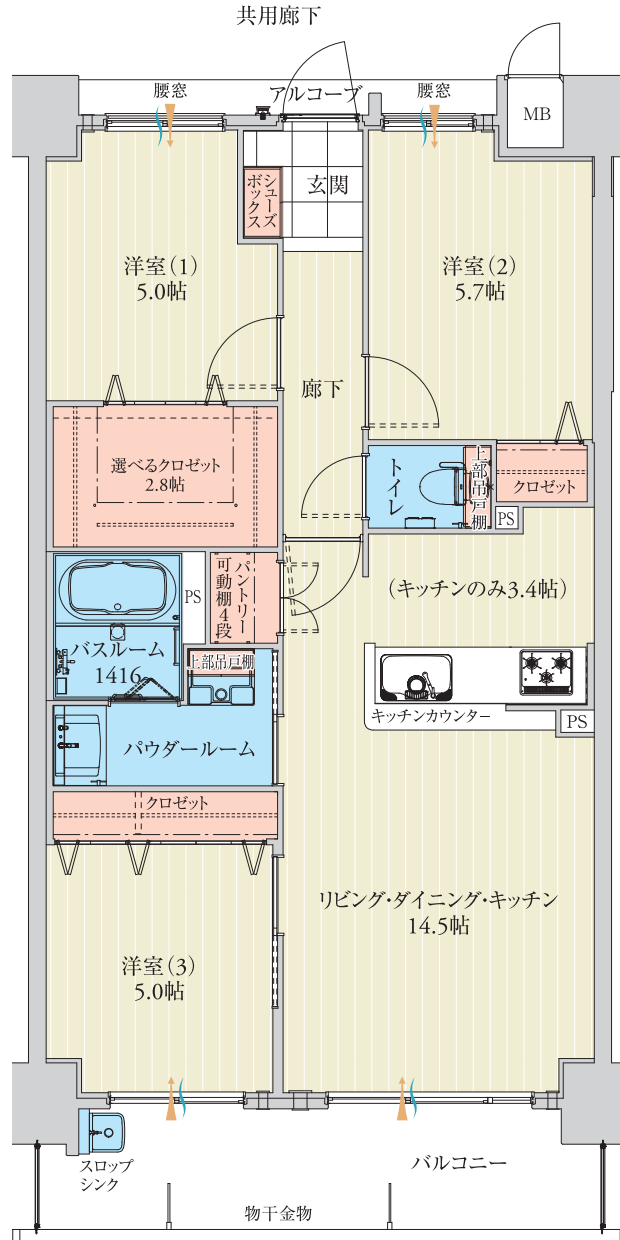 共用廊下
腰窓
アルコーブ
腰窓
MB
シューズ
ボックス
玄関
洋室(1)
5.0帖
洋室(2)
5.7帖
廊下
選べるクロゼット
2.8帖
トイレ
上部吊戸棚
クロゼット
PS
PS
パントリー
可動棚4段
(キッチンのみ3.4帖)
バスルーム
1416
上部吊戸棚
キッチンカウンター
PS
パウダールーム
クロゼット
リビング・ダイニング・キッチン
14.5帖
洋室(3)
5.0帖
スロップ
シンク
バルコニー
物干金物